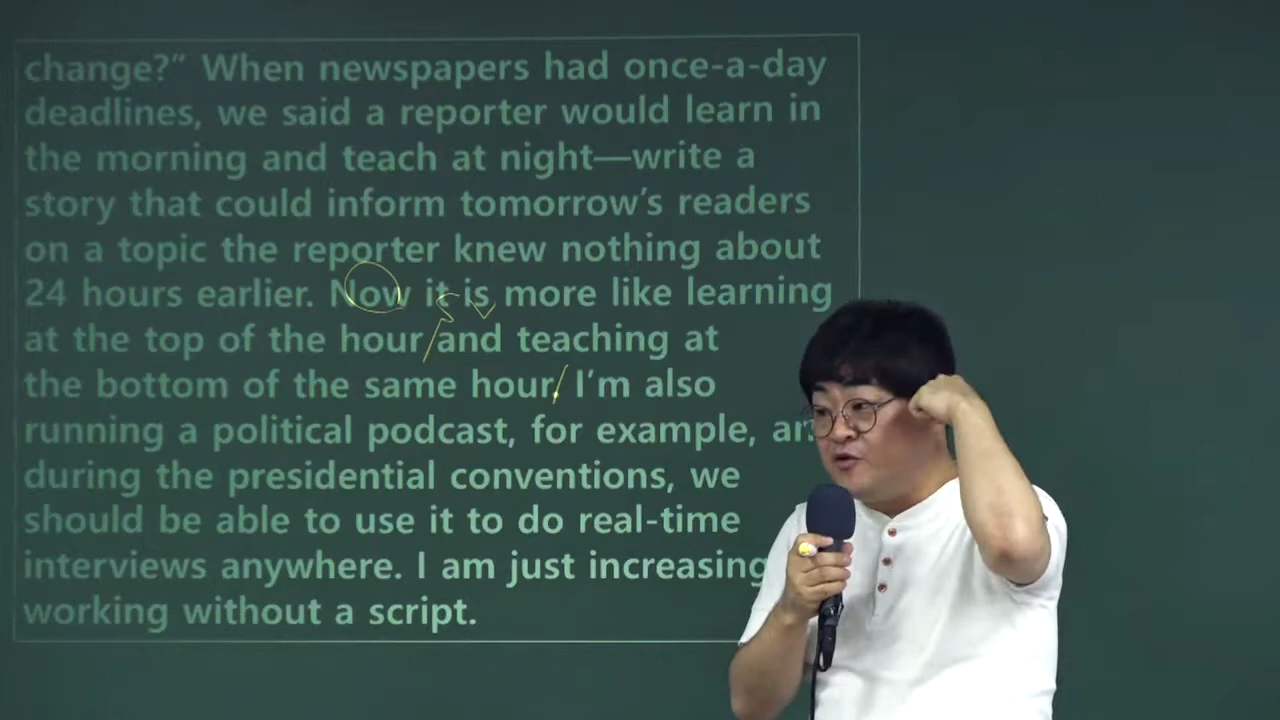 change?” When newspapers had once-a-day
deadlines, we said a reporter would learn in
the morning and teach at night—write a
story that could inform tomorrow’s readers
on a topic the reporter knew nothing about
24 hours earlier. Now it is more like learning
at the top of the hour and teaching at
the bottom of the same hour. I’m also
running a political podcast, for example,
during the presidential conventions, we
should be able to use it to do real-time
interviews anywhere. I am just increasing
working without a script.
S V